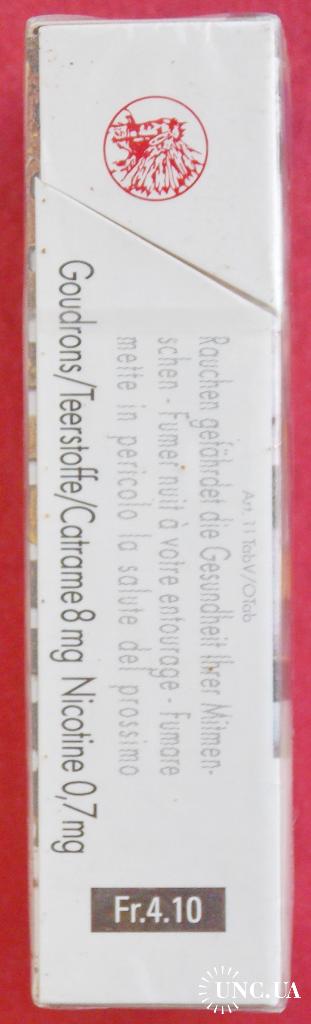 Art. 11 TabV/OTab
Rauchen gefährdet die Gesundheit Ihrer Mitmen-
schen - Fumer nuit à votre entourage - Fumare
mette in pericolo la salute del prossimo
Goudrons/Teerstoffe/Catrame 8 mg Nicotine 0,7 mg
Fr.4.10
UNC.UA